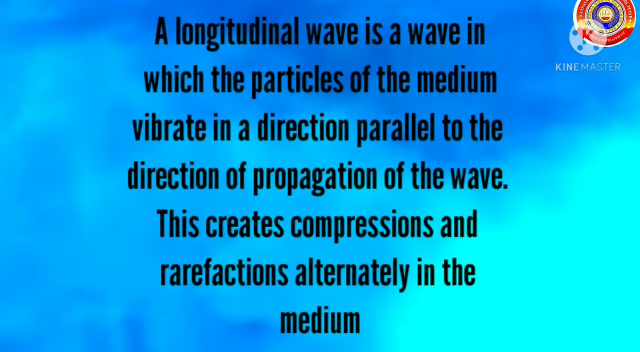 A longitudinal wave is a wave in
which the particles of the medium
vibrate in a direction parallel to the
direction of propagation of the wave.
This creates compressions and
rarefactions alternately in the
medium
KINEMASTER